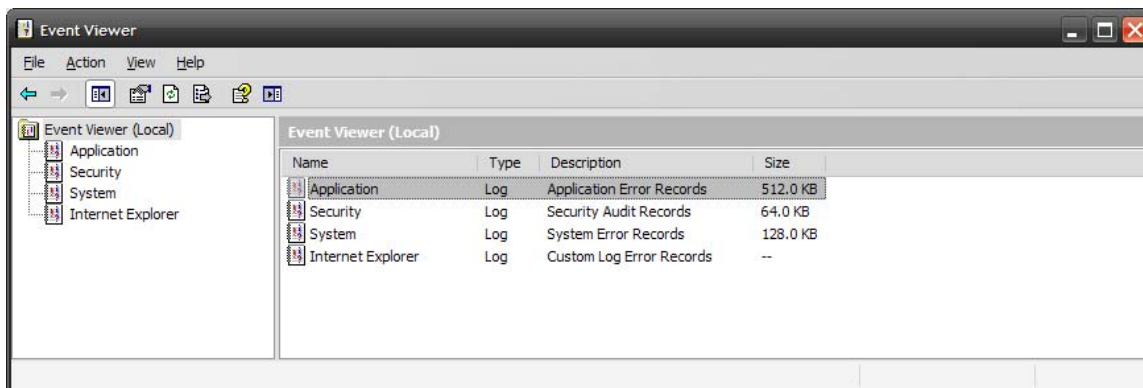 Event Viewer
File Action View Help
Event Viewer (Local)
Application
Security
System
Internet Explorer
Event Viewer (Local)
Name Type Description Size
Application Log Application Error Records 512.0 KB
Security Log Security Audit Records 64.0 KB
System Log System Error Records 128.0 KB
Internet Explorer Log Custom Log Error Records --